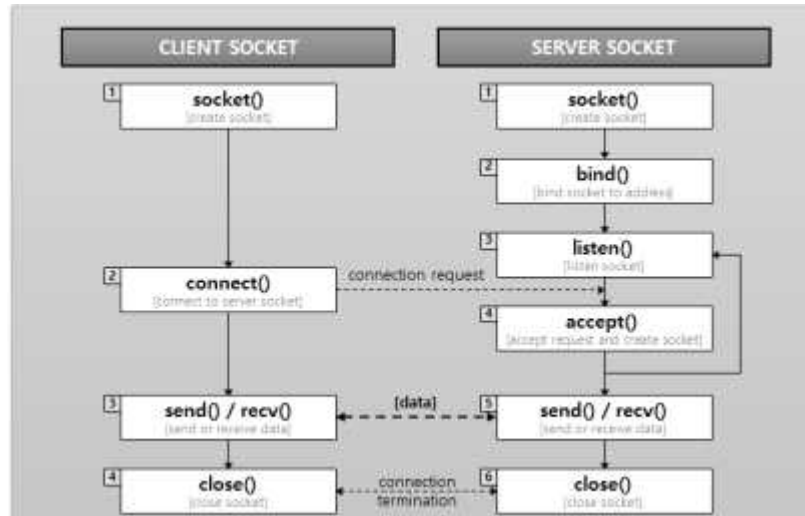 CLIENT SOCKET
SERVER SOCKET
1
socket()
[create socket]
1
socket()
[create socket]
2
bind()
[bind socket to address]
3
listen()
[listen socket]
2
connect()
[connect to server socket]
connection request
4
accept()
[accept request and create socket]
3
send() / recv()
[send or receive data]
[data]
5
send() / recv()
[send or receive data]
4
close()
[close socket]
connection
termination
6
close()
[close socket]